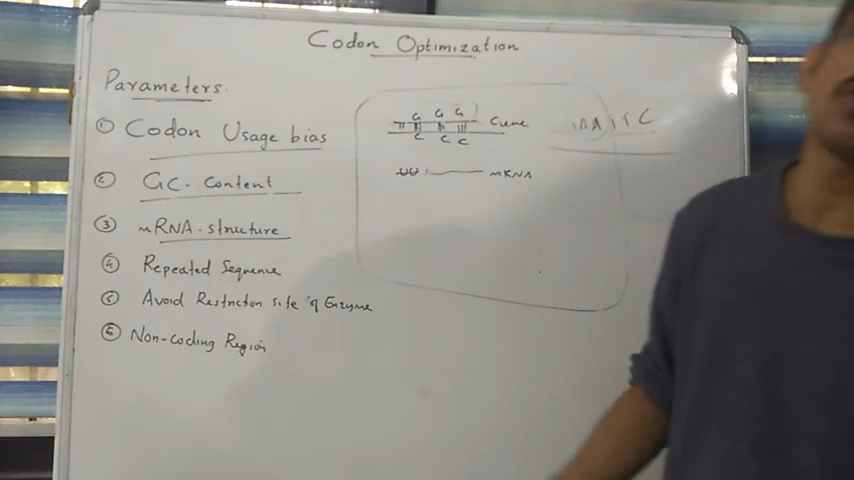 Codon Optimization
Parameters.
① Codon Usage bias
② GC. Content
③ mRNA. structure
④ Repeated Sequence
⑤ Avoid Restricton site of Enzyme
⑥ Non-coding Region
G G G
Gene
C C C
mRNA
C